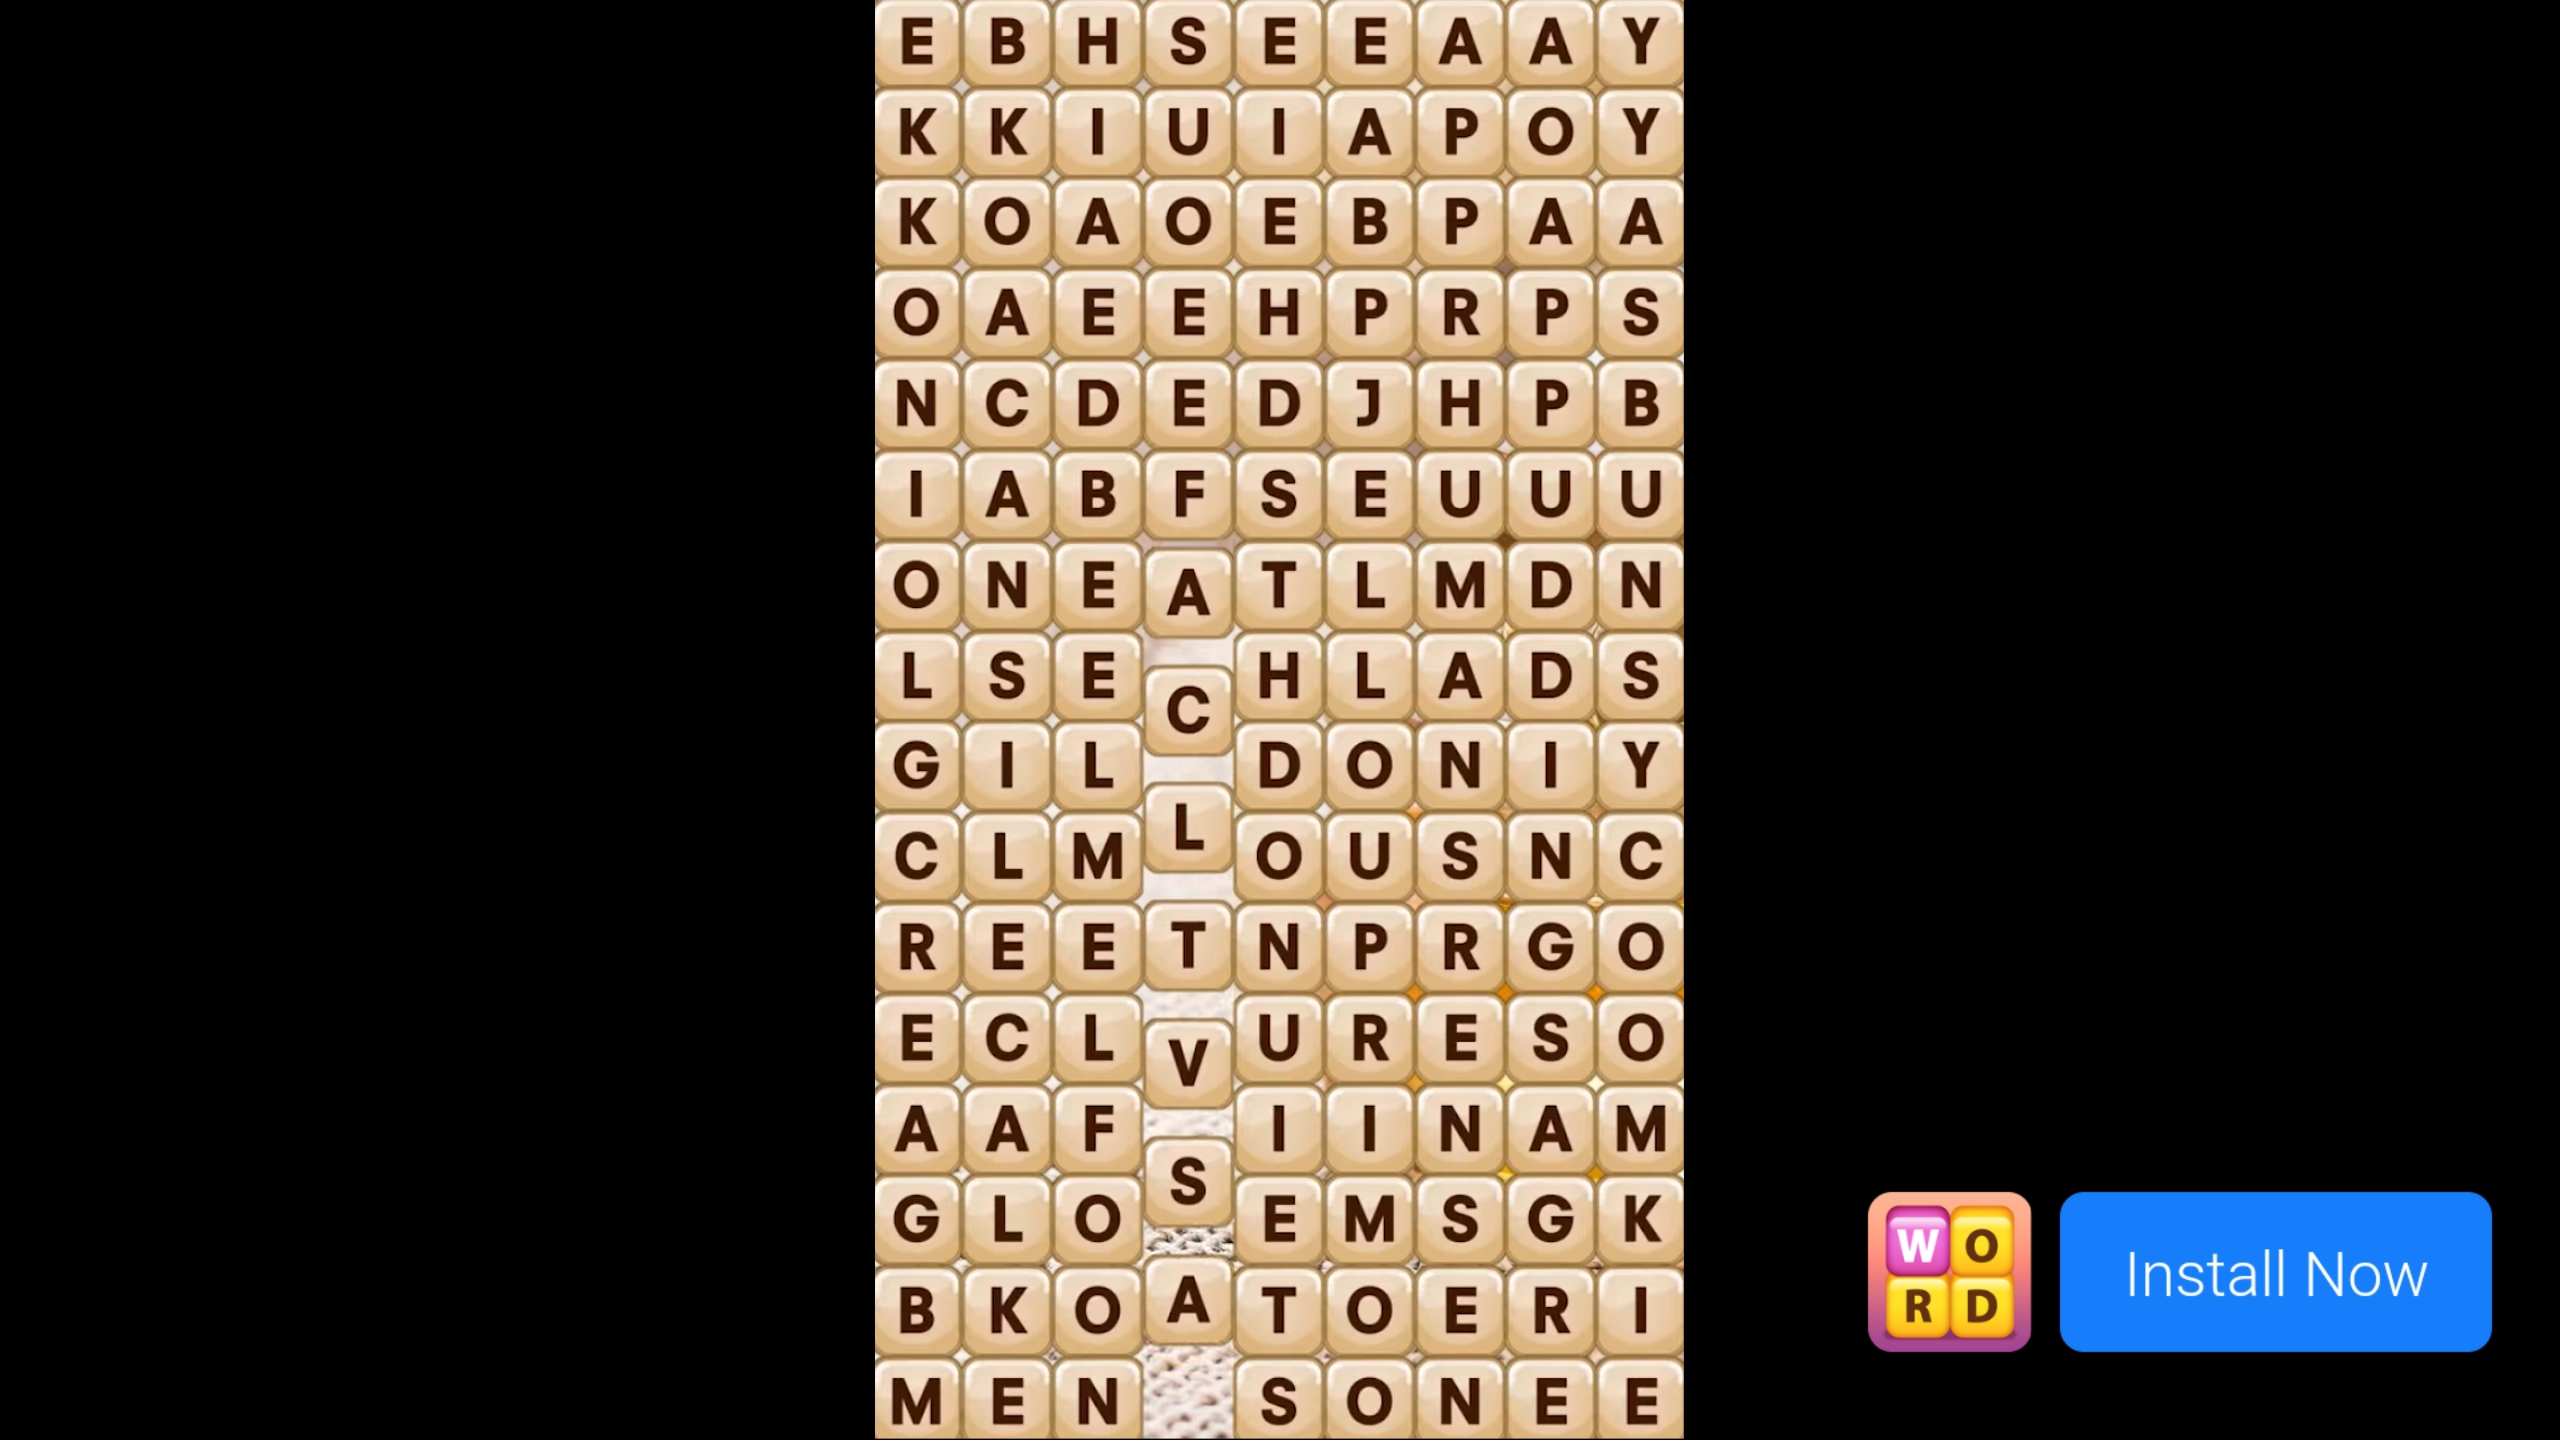 E B H S E E A A Y
K K I U I A P O Y
K O A O E B P A A
O A E E H P R P S
N C D E D J H P B
I A B F S E U U U
O N E A T L M D N
L S E C H L A D S
G I L L D O N I Y
C L M T O U S N C
R E E V N P R G O
E C L S U R E S O
A A F A I I N A M
G L O E M S G K
B K O T O E R I
M E N S O N E E
W O
R D
Install Now